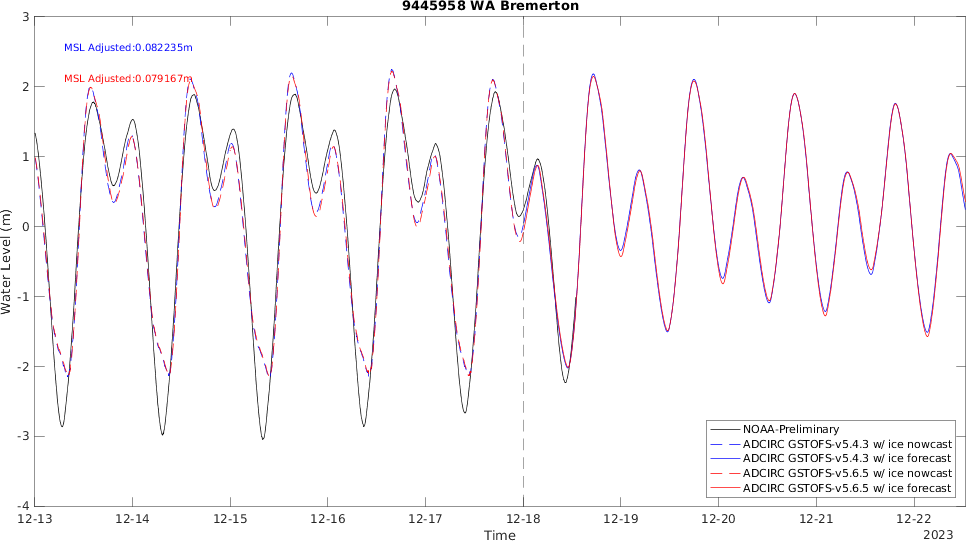 9445958 WA Bremerton
3
MSL Adjusted:0.082235m
MSL Adjusted:0.079167m
2
1
0
-1
-2
-3
-4
Water Level (m)
NOAA-Preliminary
ADCIRC GSTOFS-v5.4.3 w/ ice nowcast
ADCIRC GSTOFS-v5.4.3 w/ ice forecast
ADCIRC GSTOFS-v5.6.5 w/ ice nowcast
ADCIRC GSTOFS-v5.6.5 w/ ice forecast
12-13 12-14 12-15 12-16 12-17 12-18 12-19 12-20 12-21 12-22
Time
2023